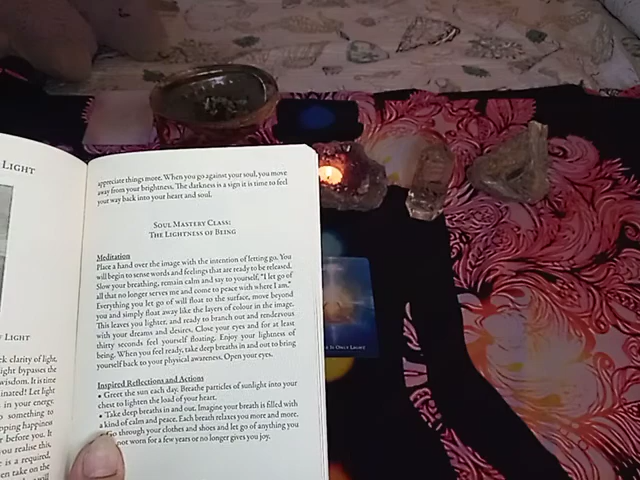 LIGHT
F LIGHT
ck clarity of light,
light bypasses the
wisdom. It is time
inated! Let light
in your energy
o something to
pping happiness
r before you. It
you realise this,
e is a required,
en take on the
will
appreciate things more. When you go against your soul, you move
away from your brightness. The darkness is a sign it is time to feel
your way back into your heart and soul.
SOUL MASTERY CLASS:
THE LIGHTNESS OF BEING
Meditation
Place a hand over the image with the intention of letting go. You
will begin to sense words and feelings that are ready to be released.
Slow your breathing, remain calm and say to yourself, "I let go of
all that no longer serves me and come to peace with where I am."
Everything you let go of will float to the surface, move beyond
you and simply float away like the layers of colour in the image.
This leaves you lighter, and ready to branch out and rendezvous
with your dreams and desires. Close your eyes and for at least
thirty seconds feel yourself floating. Enjoy your lightness of
being. When you feel ready, take deep breaths in and out to bring
yourself back to your physical awareness. Open your eyes.
Inspired Reflections and Actions
• Greet the sun each day. Breathe particles of sunlight into your
chest to lighten the load of your heart.
• Take deep breaths in and out. Imagine your breath is filled with
a kind of calm and peace. Each breath relaxes you more and more.
• Go through your clothes and shoes and let go of anything you
not worn for a few years or no longer gives you joy.
IS ONLY LIGHT